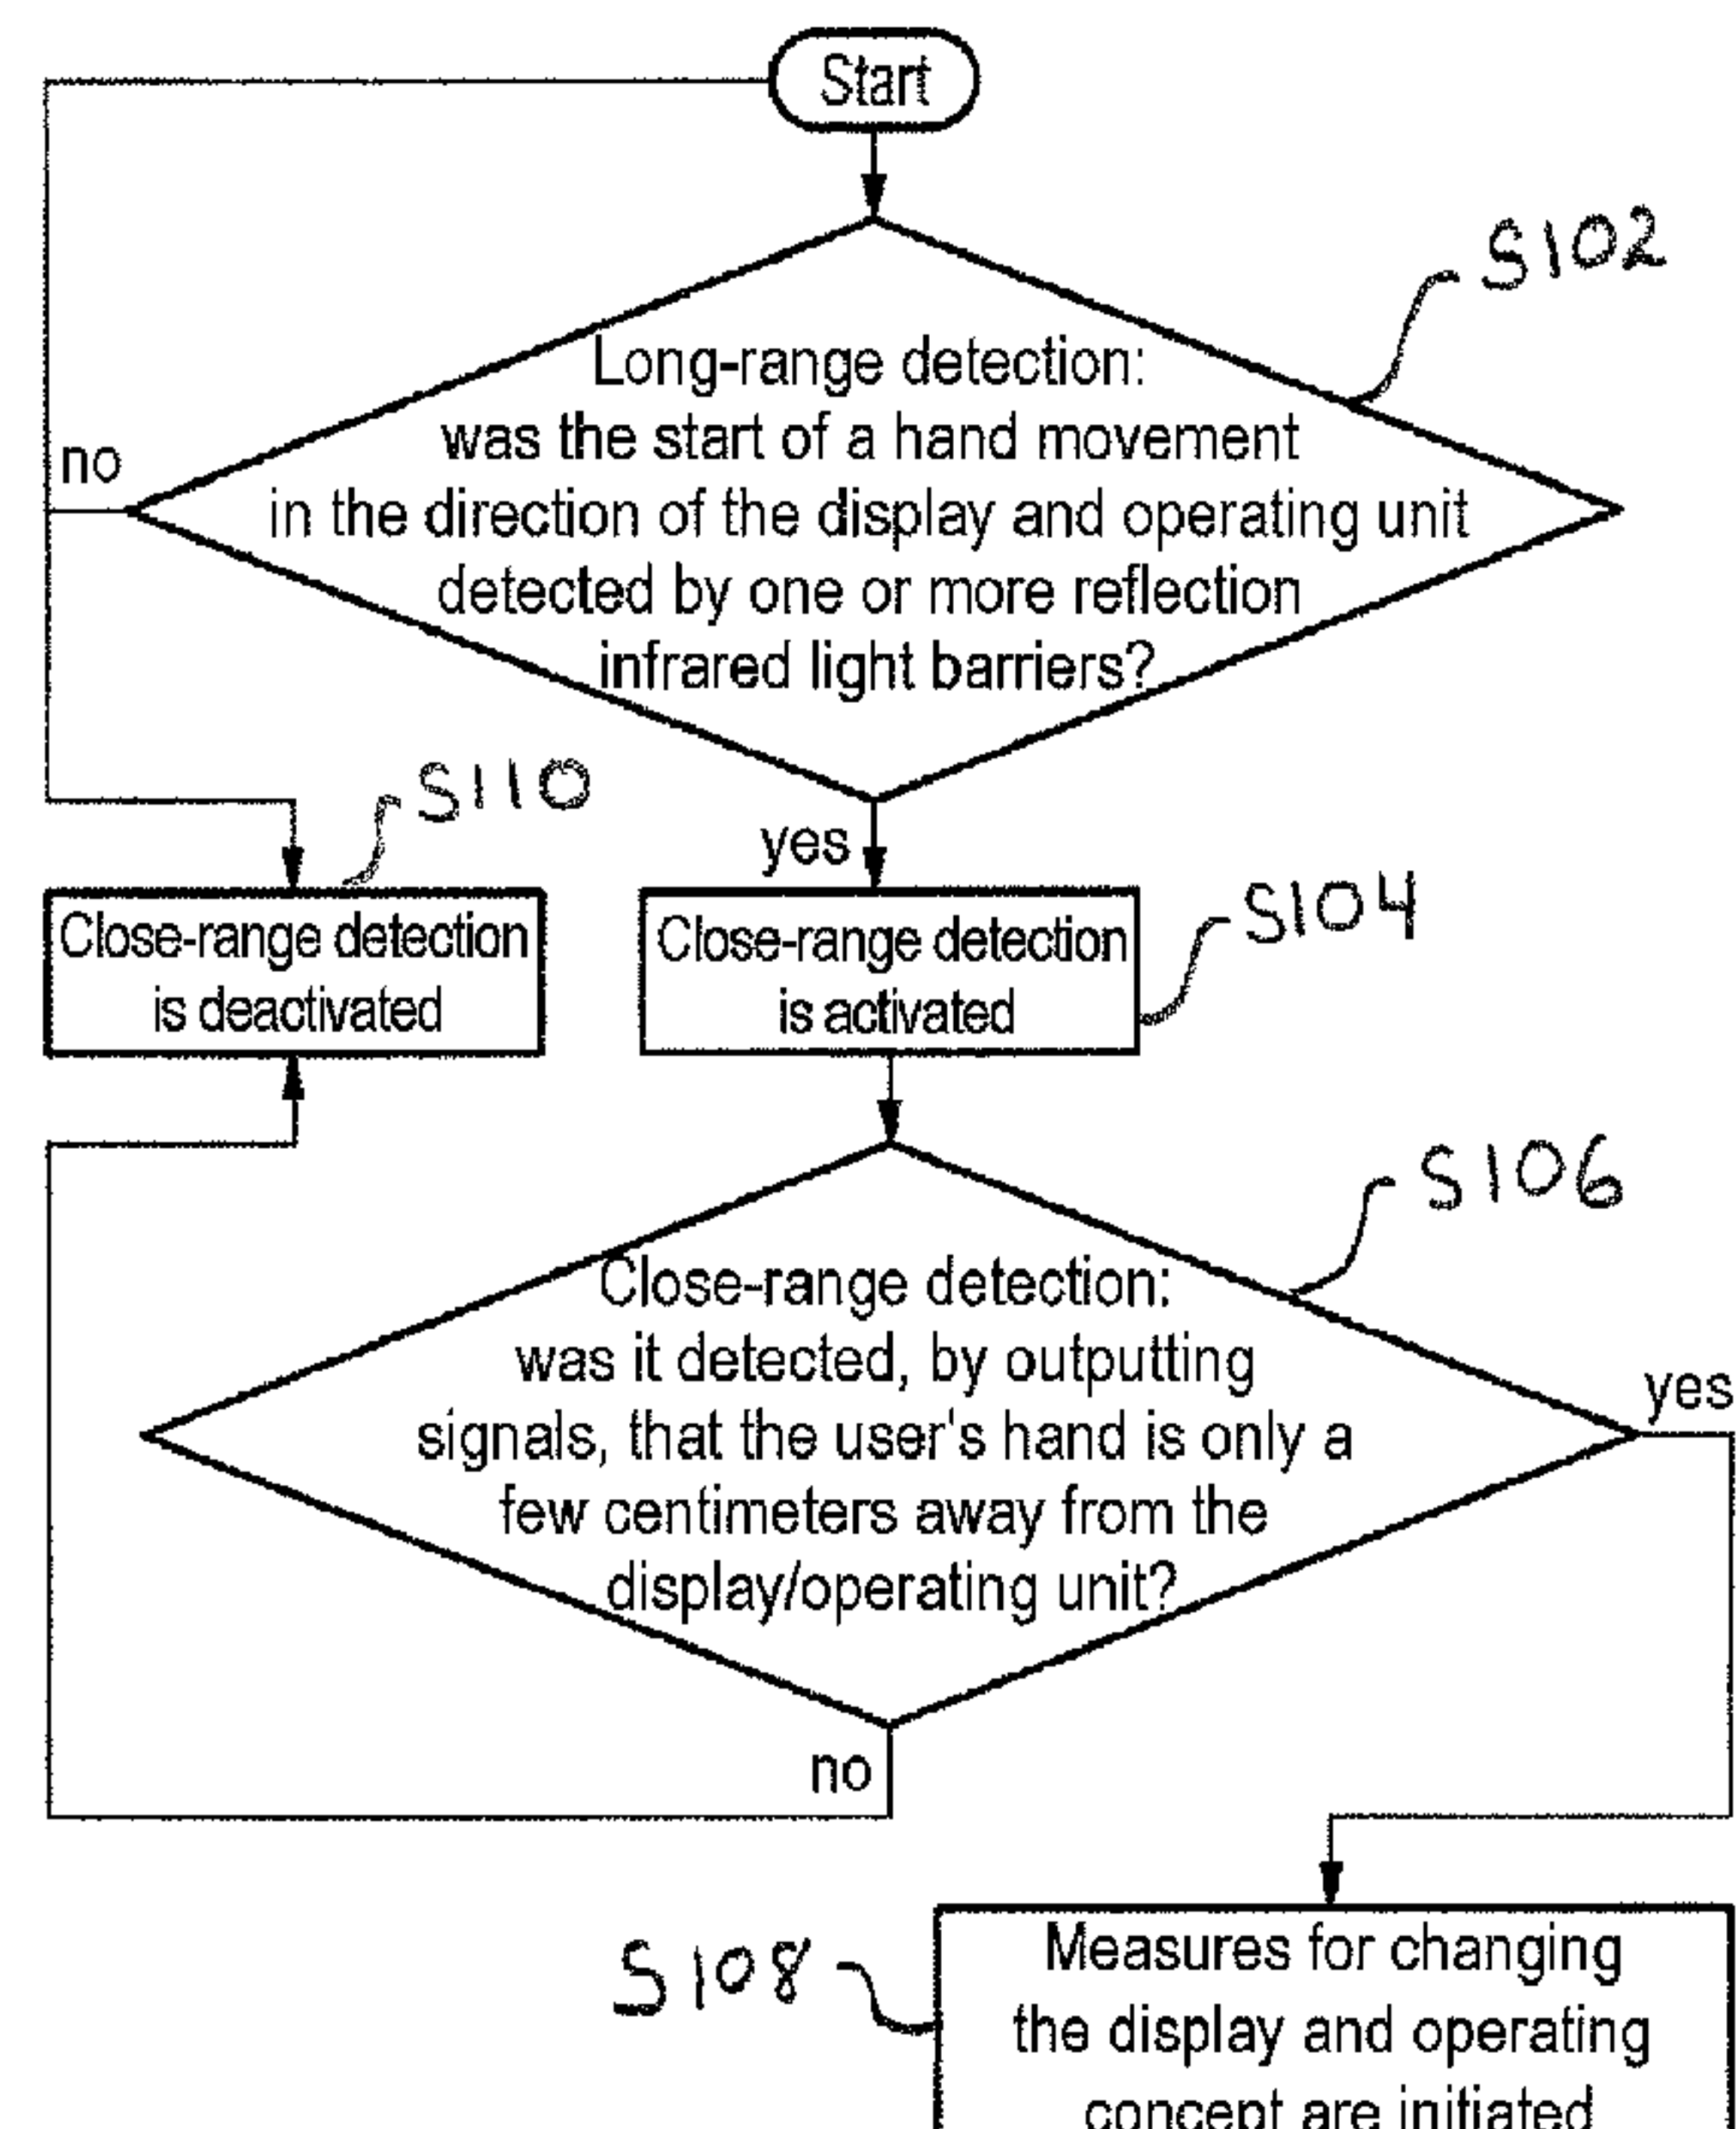 Start
S102
Long-range detection:
was the start of a hand movement
in the direction of the display and operating unit
detected by one or more reflection
infrared light barriers?
no
yes
S110
Close-range detection
is deactivated
S104
Close-range detection
is activated
S106
Close-range detection:
was it detected, by outputting
signals, that the user's hand is only a
few centimeters away from the
display/operating unit?
yes
no
S108
Measures for changing
the display and operating
concept are initiated